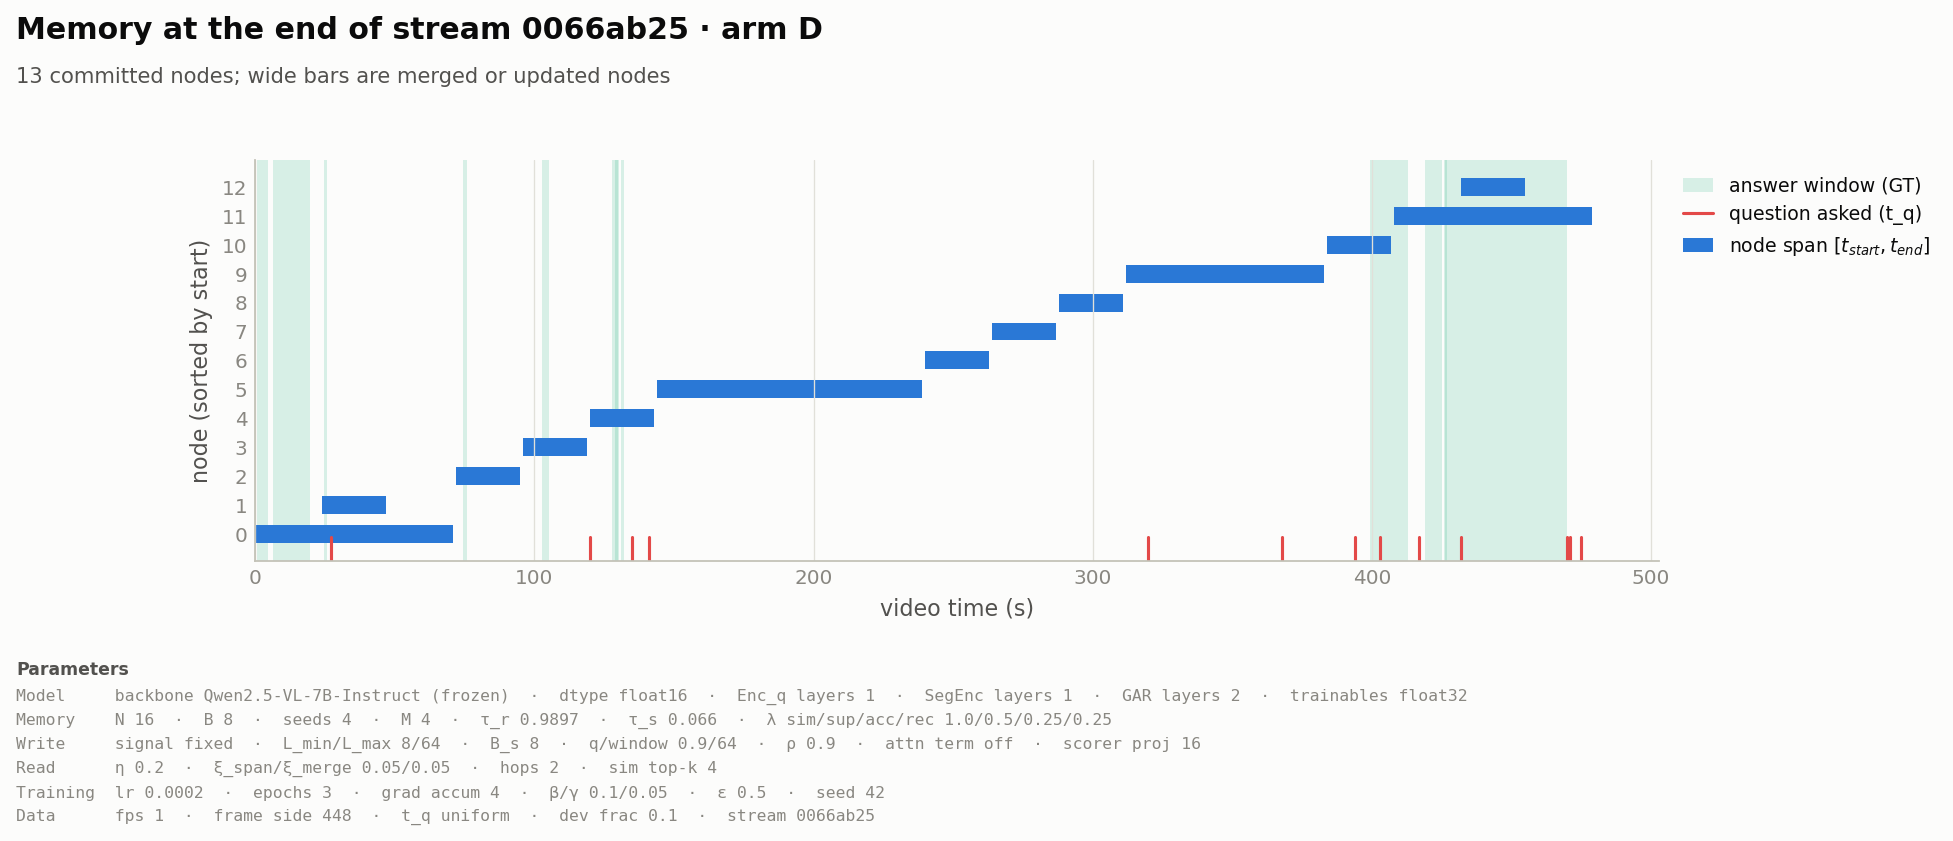 Memory at the end of stream 0066ab25 · arm D
13 committed nodes; wide bars are merged or updated nodes
node (sorted by start)
12
11
10
9
8
7
6
5
4
3
2
1
0
0 100 200 300 400 500
video time (s)
answer window (GT)
question asked (t_q)
node span [t_start, t_end]
Parameters
Model backbone Qwen2.5-VL-7B-Instruct (frozen) · dtype float16 · Enc_q layers 1 · SegEnc layers 1 · GAR layers 2 · trainables float32
Memory N 16 · B 8 · seeds 4 · M 4 · τ_r 0.9897 · τ_s 0.066 · λ sim/sup/acc/rec 1.0/0.5/0.25/0.25
Write signal fixed · L_min/L_max 8/64 · B_s 8 · q/window 0.9/64 · ρ 0.9 · attn term off · scorer proj 16
Read η 0.2 · ξ_span/ξ_merge 0.05/0.05 · hops 2 · sim top-k 4
Training lr 0.0002 · epochs 3 · grad accum 4 · β/γ 0.1/0.05 · ε 0.5 · seed 42
Data fps 1 · frame side 448 · t_q uniform · dev frac 0.1 · stream 0066ab25